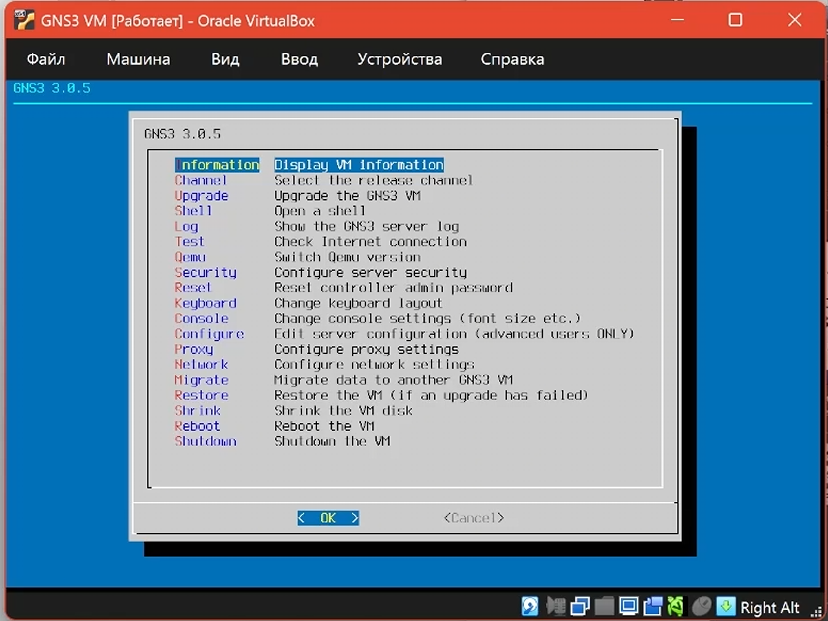 GNS3 VM [Работает] - Oracle VirtualBox
Файл Машина Вид Ввод Устройства Справка
GNS3 3.0.5
GNS3 3.0.5
Information Display VM information
Channel Select the release channel
Upgrade Upgrade the GNS3 VM
Shell Open a shell
Log Show the GNS3 server log
Test Check Internet connection
Qemu Switch Qemu version
Security Configure server security
Reset Reset controller admin password
Keyboard Change keyboard layout
Console Change console settings (font size etc.)
Configure Edit server configuration (advanced users ONLY)
Proxy Configure proxy settings
Network Configure network settings
Migrate Migrate data to another GNS3 VM
Restore Restore the VM (if an upgrade has failed)
Shrink Shrink the VM disk
Reboot Reboot the VM
Shutdown Shutdown the VM
< OK > <Cancel>
Right Alt